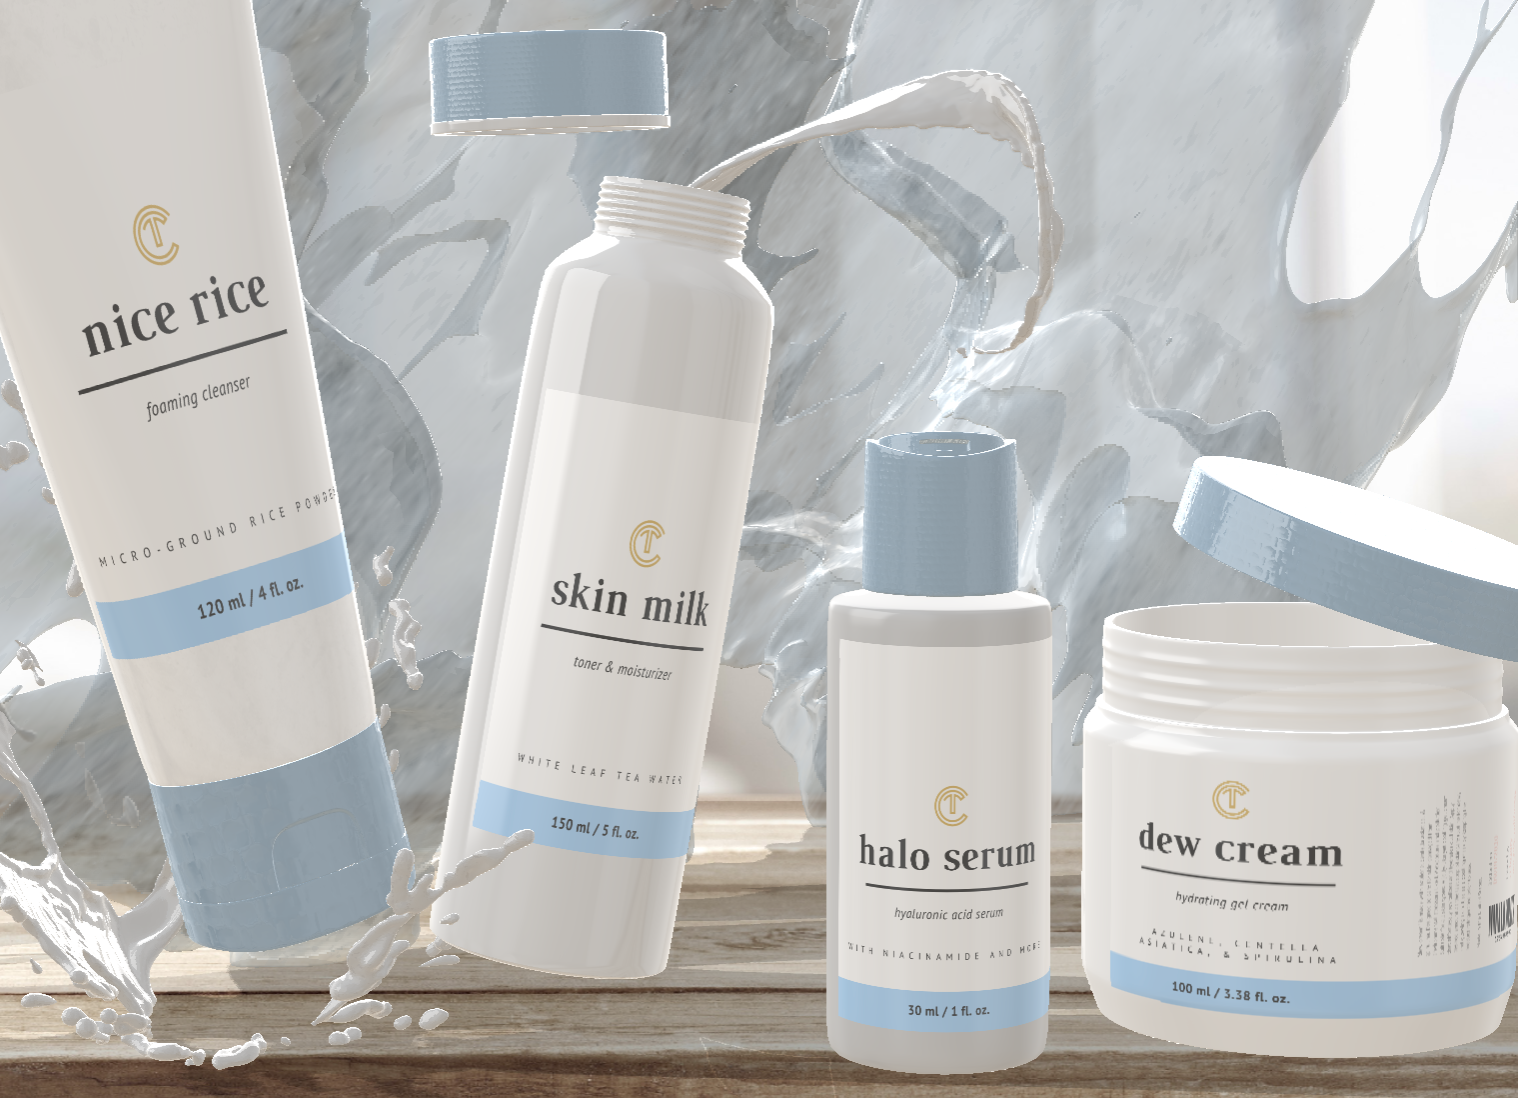 nice rice
foaming cleanser
MICRO-GROUND RICE POWDER
120 ml / 4 fl. oz.
skin milk
toner & moisturizer
WHITE LEAF TEA WATER
150 ml / 5 fl. oz.
halo serum
hyaluronic acid serum
WITH NIACINAMIDE AND MORE
30 ml / 1 fl. oz.
dew cream
hydrating gel cream
AZULENE, CENTELLA
ASIATICA, & SPIRULINA
100 ml / 3.38 fl. oz.